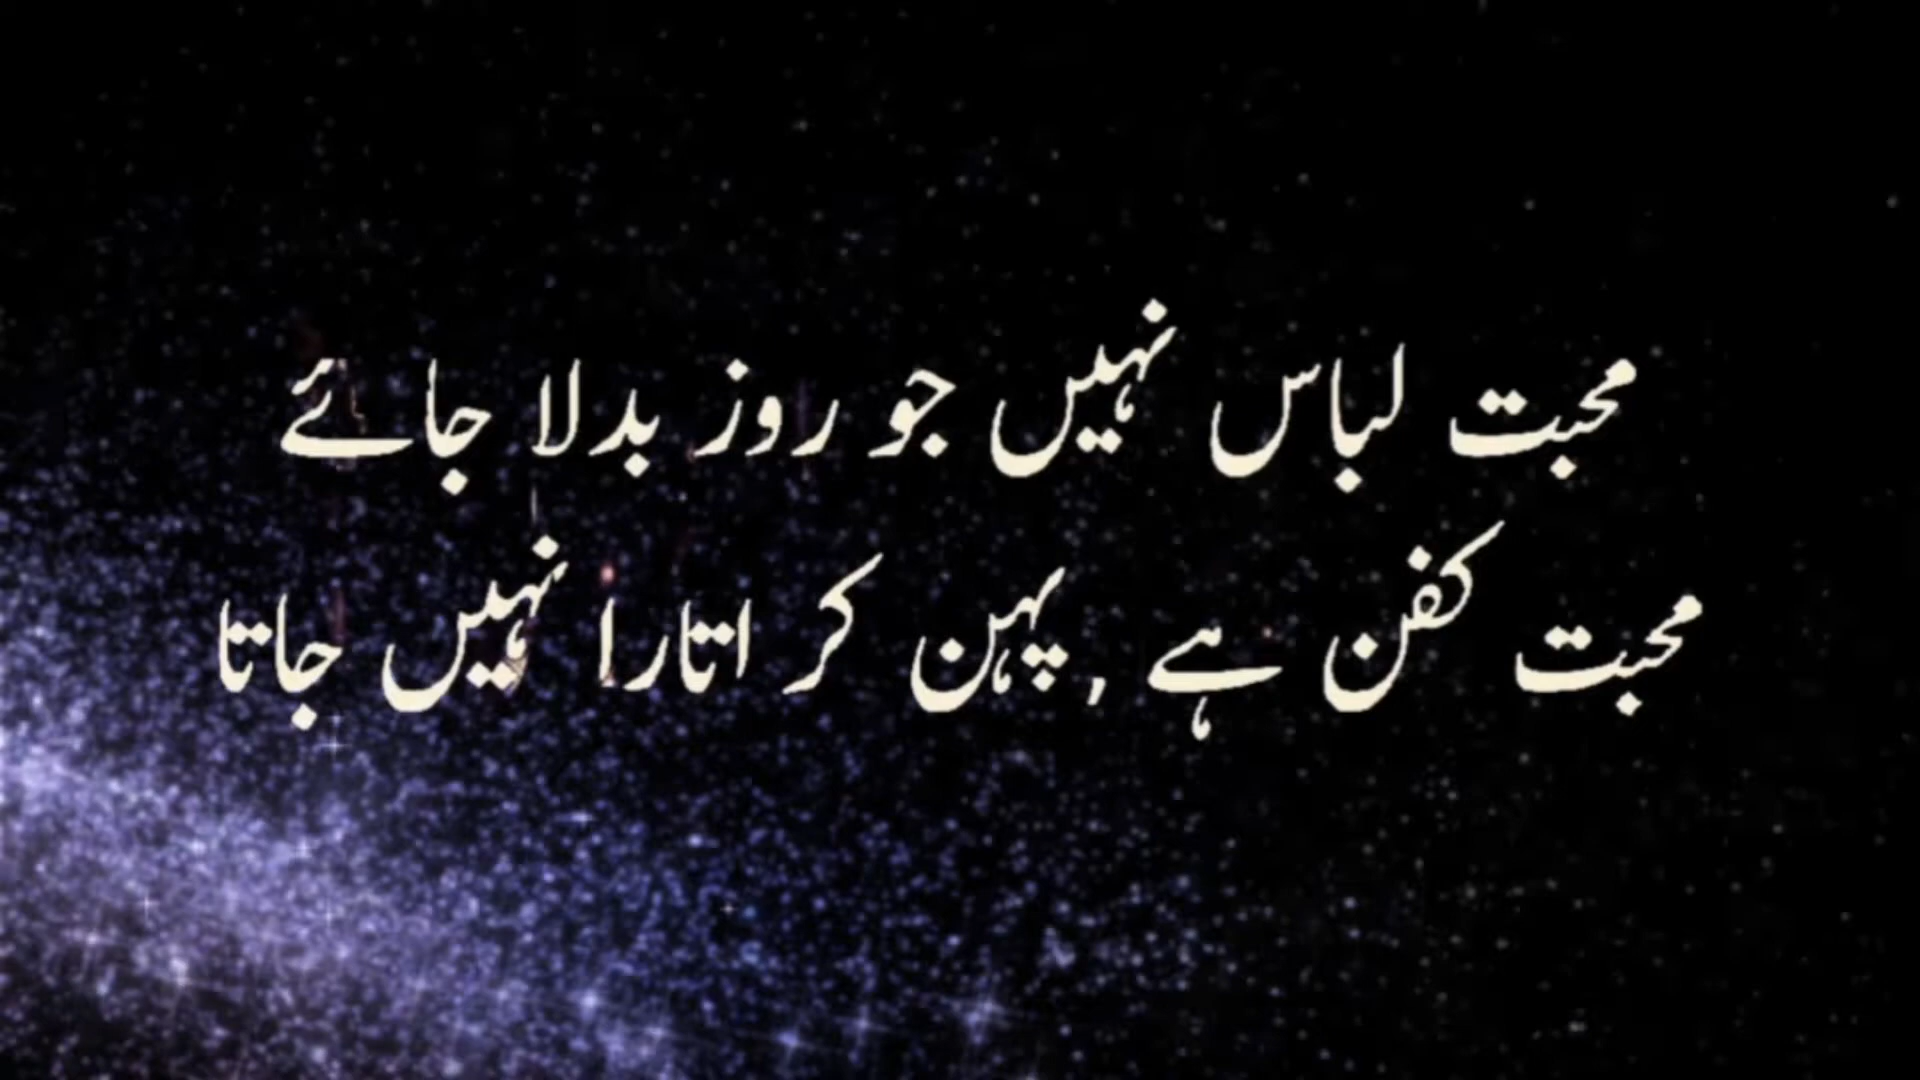 محبت لباس نہیں جو روز بدلا جائے
محبت کفن ہے , پہن کر اتارا نہیں جاتا